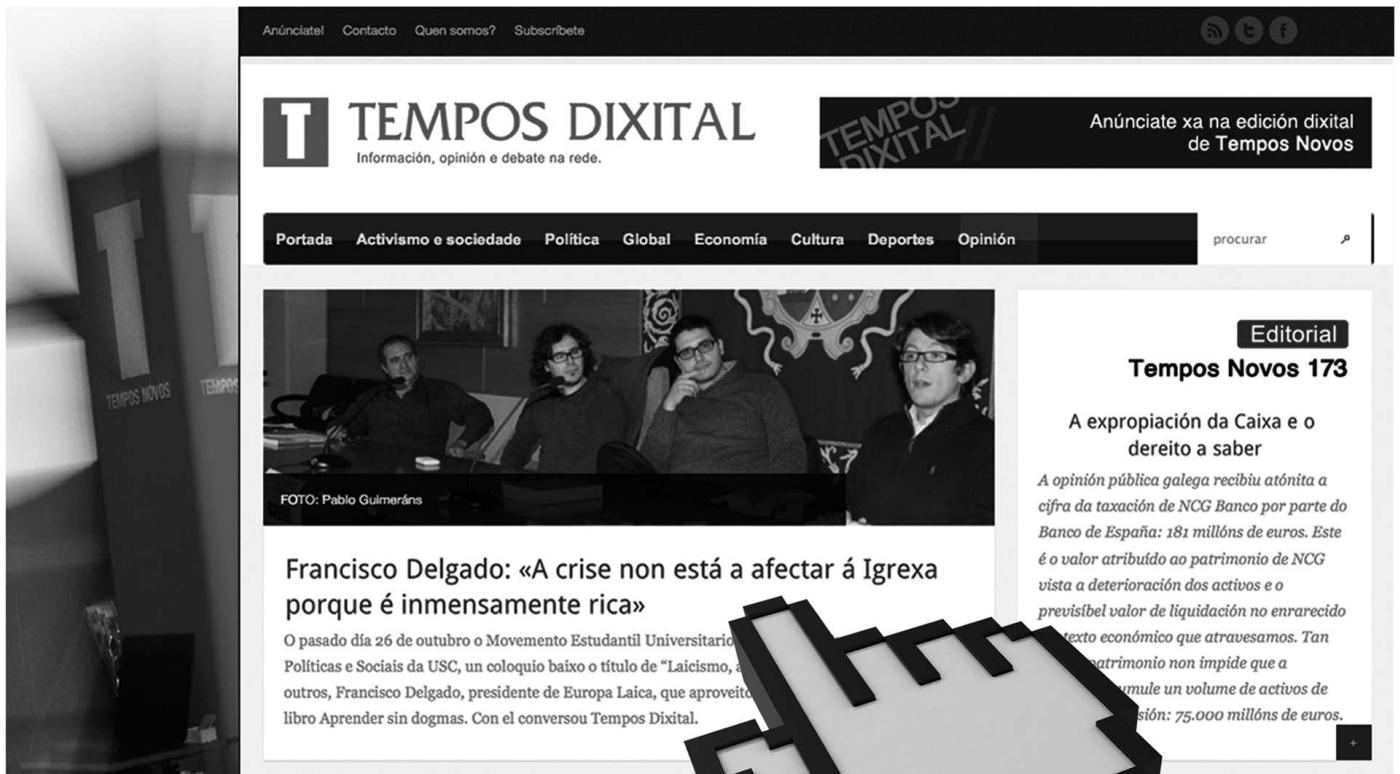 Anúnciate! Contacto Quen somos? Subscríbete
T TEMPOS DIXITAL
Información, opinión e debate na rede.
TEMPOS DIXITAL //
Anúnciate xa na edición dixital
de Tempos Novos
Portada Activismo e sociedade Política Global Economía Cultura Deportes Opinión
procurar
TEMPOS NOVOS
TEMPOS
FOTO: Pablo Guimeráns
Francisco Delgado: «A crise non está a afectar á Igrexa
porque é inmensamente rica»
O pasado día 26 de outubro o Movemento Estudantil Universitario
Políticas e Sociais da USC, un coloquio baixo o título de “Laicismo,
outros, Francisco Delgado, presidente de Europa Laica, que aproveito
libro Aprender sin dogmas. Con el conversou Tempos Dixital.
Editorial
Tempos Novos 173
A expropiación da Caixa e o
dereito a saber
A opinión pública galega recibiu atónita a
cifra da taxación de NCG Banco por parte do
Banco de España: 181 millóns de euros. Este
é o valor atribuído ao patrimonio de NCG
vista a deterioración dos activos e o
previsíbel valor de liquidación no enrarecido
texto económico que atravesamos. Tan
patrimonio non impide que a
umule un volume de activos de
sión: 75.000 millóns de euros.
+